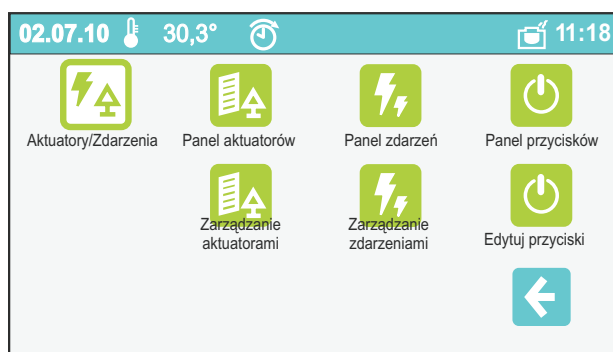 02.07.10 30,3° 11:18
Aktuatory/Zdarzenia Panel aktuatorów Panel zdarzeń Panel przycisków
Zarządzanie aktuatorami Zarządzanie zdarzeniami Edytuj przyciski